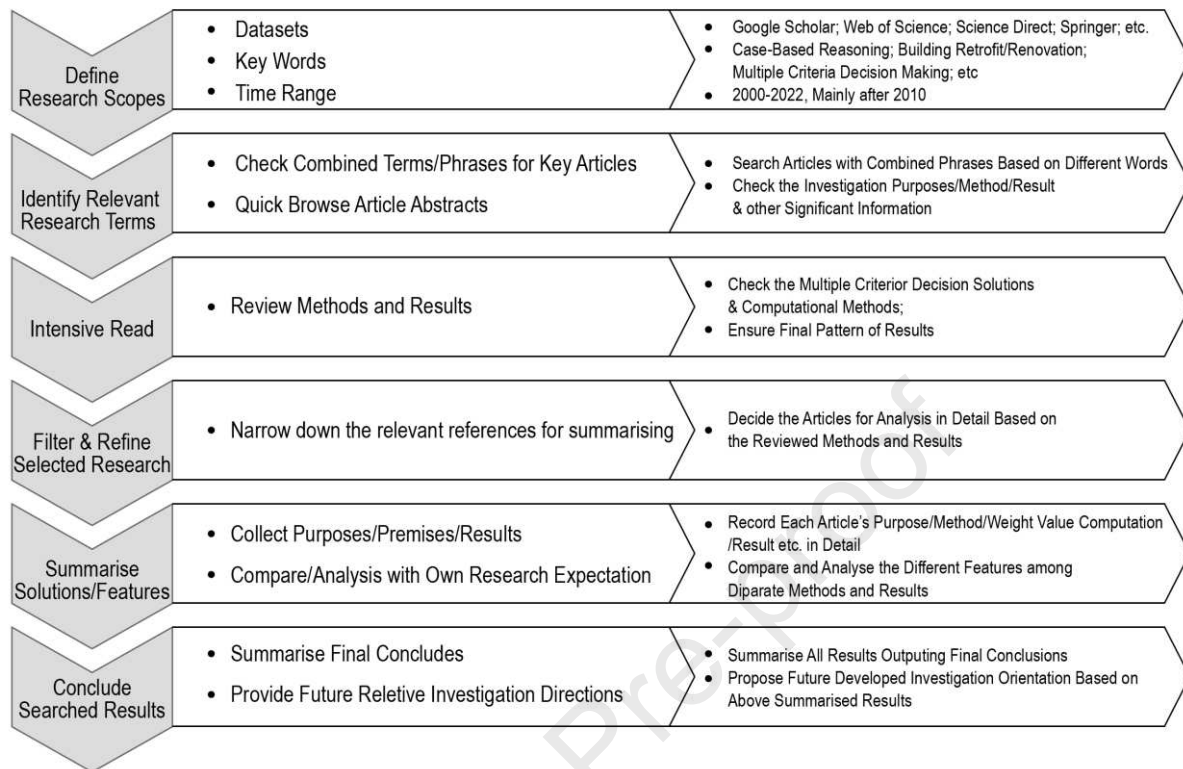 Define
Research Scopes
• Datasets
• Key Words
• Time Range
• Google Scholar; Web of Science; Science Direct; Springer; etc.
• Case-Based Reasoning; Building Retrofit/Renovation;
Multiple Criteria Decision Making; etc
• 2000-2022, Mainly after 2010
Identify Relevant
Research Terms
• Check Combined Terms/Phrases for Key Articles
• Quick Browse Article Abstracts
• Search Articles with Combined Phrases Based on Different Words
• Check the Investigation Purposes/Method/Result
& other Significant Information
Intensive Read
• Review Methods and Results
• Check the Multiple Criterior Decision Solutions
& Computational Methods;
• Ensure Final Pattern of Results
Filter & Refine
Selected Research
• Narrow down the relevant references for summarising
• Decide the Articles for Analysis in Detail Based on
the Reviewed Methods and Results
Summarise
Solutions/Features
• Collect Purposes/Premises/Results
• Compare/Analysis with Own Research Expectation
• Record Each Article's Purpose/Method/Weight Value Computation
/Result etc. in Detail
• Compare and Analyse the Different Features among
Diparate Methods and Results
Conclude
Searched Results
• Summarise Final Concludes
• Provide Future Reletive Investigation Directions
• Summarise All Results Outputing Final Conclusions
• Propose Future Developed Investigation Orientation Based on
Above Summarised Results
Pre-proof